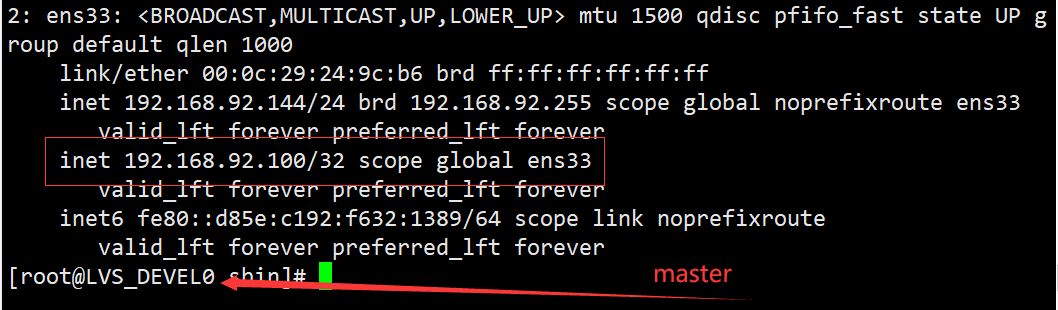 2: ens33: <BROADCAST,MULTICAST,UP,LOWER_UP> mtu 1500 qdisc pfifo_fast state UP g
roup default qlen 1000
link/ether 00:0c:29:24:9c:b6 brd ff:ff:ff:ff:ff:ff
inet 192.168.92.144/24 brd 192.168.92.255 scope global noprefixroute ens33
valid_lft forever preferred_lft forever
inet 192.168.92.100/32 scope global ens33
valid_lft forever preferred_lft forever
inet6 fe80::d85e:c192:f632:1389/64 scope link noprefixroute
valid_lft forever preferred_lft forever
[root@LVS_DEVEL0 sbin]#
master